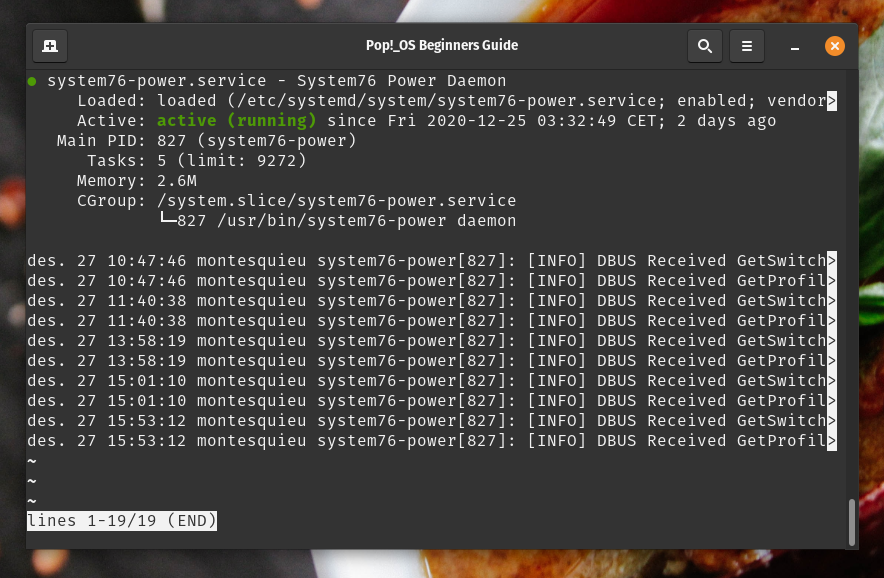 Pop!_OS Beginners Guide
● system76-power.service - System76 Power Daemon
Loaded: loaded (/etc/systemd/system/system76-power.service; enabled; vendor>
Active: active (running) since Fri 2020-12-25 03:32:49 CET; 2 days ago
Main PID: 827 (system76-power)
Tasks: 5 (limit: 9272)
Memory: 2.6M
CGroup: /system.slice/system76-power.service
└─827 /usr/bin/system76-power daemon
des. 27 10:47:46 montesquieu system76-power[827]: [INFO] DBUS Received GetSwitch>
des. 27 10:47:46 montesquieu system76-power[827]: [INFO] DBUS Received GetProfil>
des. 27 11:40:38 montesquieu system76-power[827]: [INFO] DBUS Received GetSwitch>
des. 27 11:40:38 montesquieu system76-power[827]: [INFO] DBUS Received GetProfil>
des. 27 13:58:19 montesquieu system76-power[827]: [INFO] DBUS Received GetSwitch>
des. 27 13:58:19 montesquieu system76-power[827]: [INFO] DBUS Received GetProfil>
des. 27 15:01:10 montesquieu system76-power[827]: [INFO] DBUS Received GetSwitch>
des. 27 15:01:10 montesquieu system76-power[827]: [INFO] DBUS Received GetProfil>
des. 27 15:53:12 montesquieu system76-power[827]: [INFO] DBUS Received GetSwitch>
des. 27 15:53:12 montesquieu system76-power[827]: [INFO] DBUS Received GetProfil>
~
~
~
lines 1-19/19 (END)